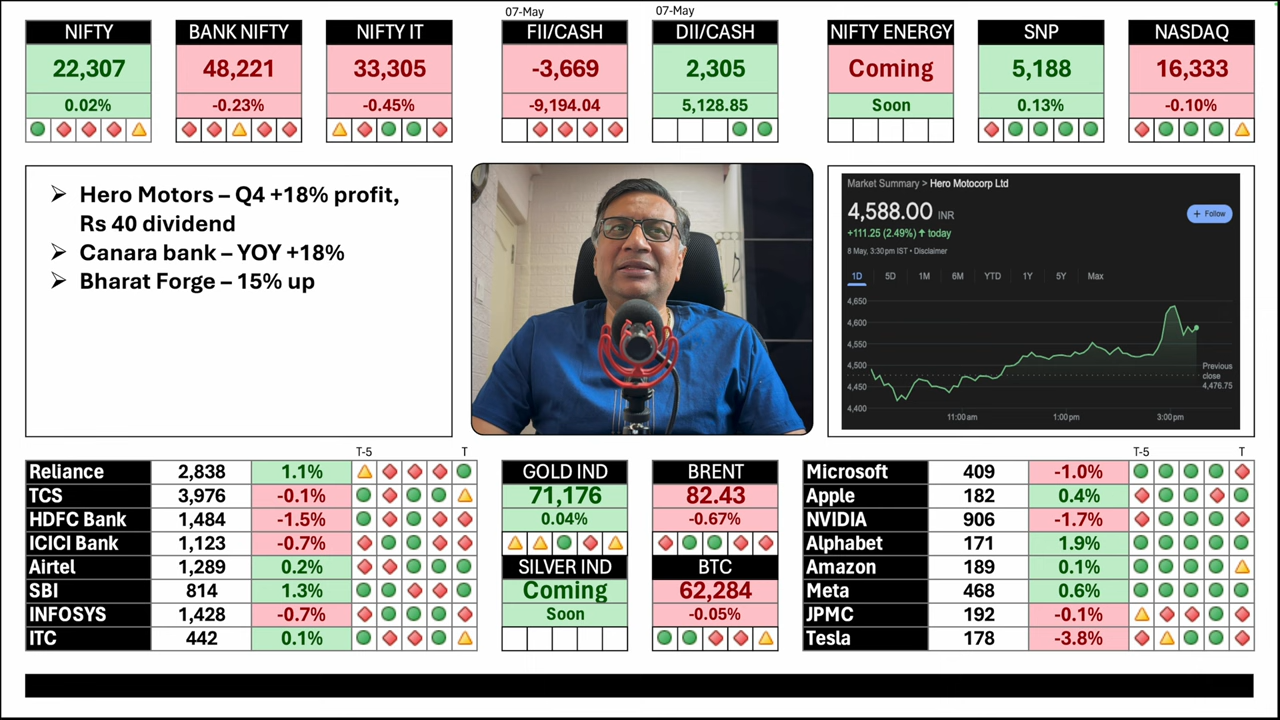 07-May
07-May
NIFTY
BANK NIFTY
NIFTY IT
FII/CASH
DII/CASH
NIFTY ENERGY
SNP
NASDAQ
22,307
48,221
33,305
-3,669
2,305
Coming
5,188
16,333
0.02%
-0.23%
-0.45%
-9,194.04
5,128.85
Soon
0.13%
-0.10%
➢ Hero Motors – Q4 +18% profit,
Rs 40 dividend
➢ Canara bank – YOY +18%
➢ Bharat Forge – 15% up
Market Summary > Hero Motocorp Ltd
4,588.00 INR
+ Follow
+111.25 (2.49%) ↑ today
8 May, 3:30 pm IST • Disclaimer
1D 5D 1M 6M YTD 1Y 5Y Max
4,650
4,600
4,550
4,500
4,450
4,400
Previous
close
4,476.75
11:00 am 1:00 pm 3:00 pm
T-5 T
Reliance 2,838 1.1%
TCS 3,976 -0.1%
HDFC Bank 1,484 -1.5%
ICICI Bank 1,123 -0.7%
Airtel 1,289 0.2%
SBI 814 1.3%
INFOSYS 1,428 -0.7%
ITC 442 0.1%
GOLD IND
71,176
0.04%
SILVER IND
Coming
Soon
BRENT
82.43
-0.67%
BTC
62,284
-0.05%
T-5 T
Microsoft 409 -1.0%
Apple 182 0.4%
NVIDIA 906 -1.7%
Alphabet 171 1.9%
Amazon 189 0.1%
Meta 468 0.6%
JPMC 192 -0.1%
Tesla 178 -3.8%